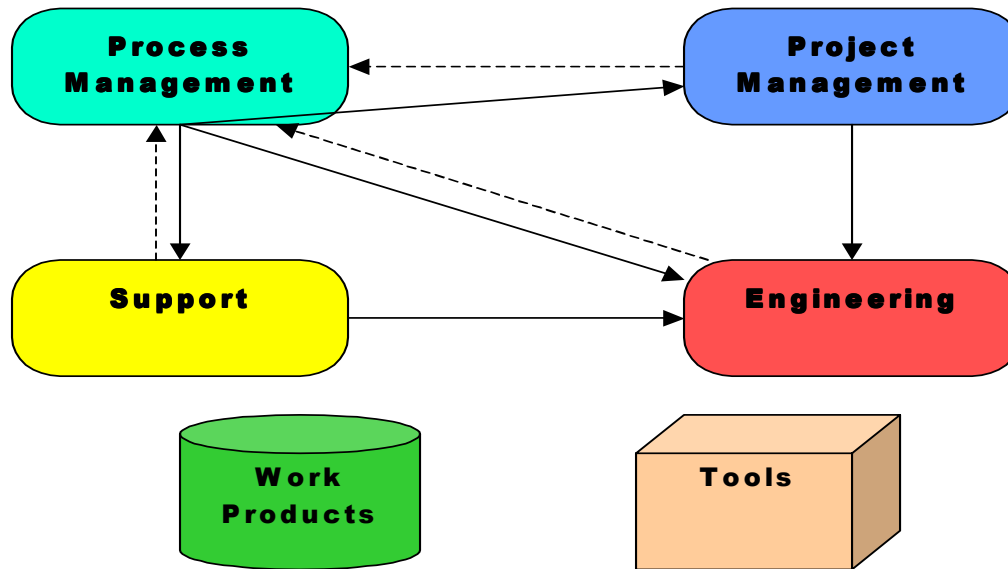 Process
Management
Project
Management
Support
Engineering
Work
Products
Tools